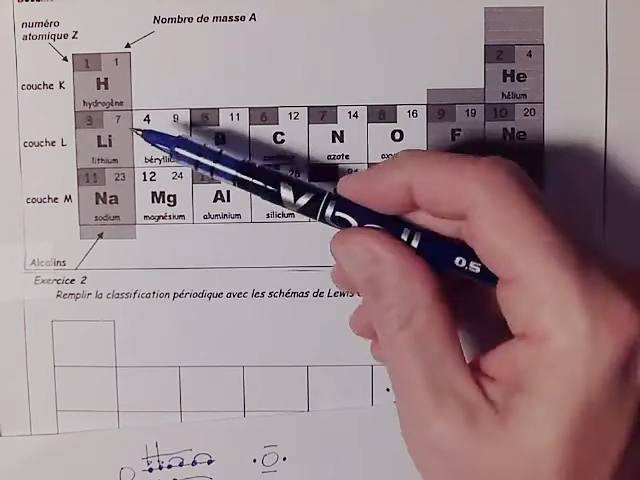 numéro
atomique Z
Nombre de masse A
1 1
2 4
couche K
H
He
hydrogène
hélium
3 7 4 9 5 11 6 12 7 14 8 16 9 19 10 20
couche L
Li B C N O F Ne
lithium azote
11 23 12 24
couche M
Na Mg Al
sodium magnésium aluminium silicium
Alcalins
Exercice 2
Remplir la classification périodique avec les schémas de Lewis
H
O
0.5